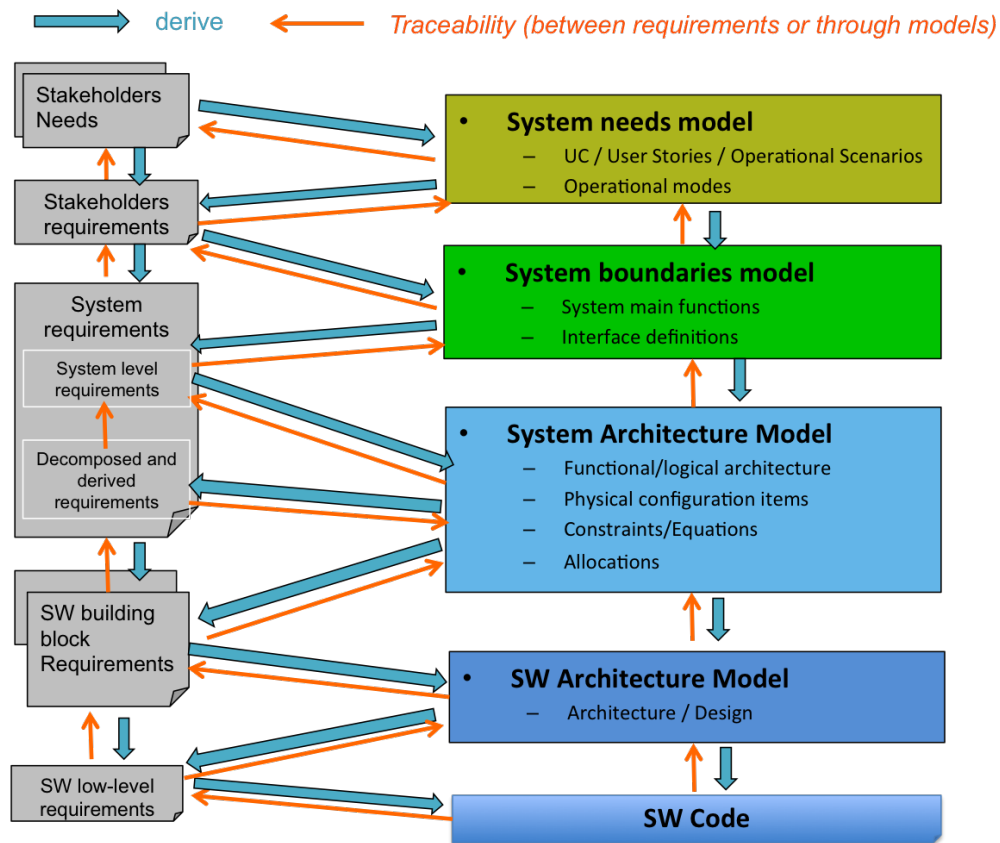 derive
Traceability (between requirements or through models)
Stakeholders
Needs
• System needs model
– UC / User Stories / Operational Scenarios
– Operational modes
Stakeholders
requirements
• System boundaries model
– System main functions
– Interface definitions
System
requirements
System level
requirements
Decomposed and
derived
requirements
• System Architecture Model
– Functional/logical architecture
– Physical configuration items
– Constraints/Equations
– Allocations
SW building
block
Requirements
• SW Architecture Model
– Architecture / Design
SW low-level
requirements
SW Code